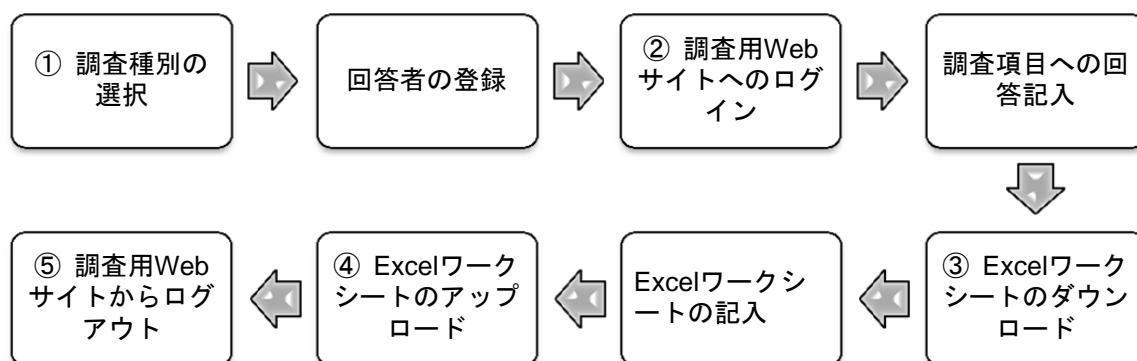 ① 調査種別の
選択
回答者の登録
② 調査用Web
サイトへのログ
イン
調査項目への回
答記入
③ Excelワーク
シートのダウン
ロード
Excelワークシ
ートの記入
④ Excelワーク
シートのアップ
ロード
⑤ 調査用Web
サイトからログ
アウト